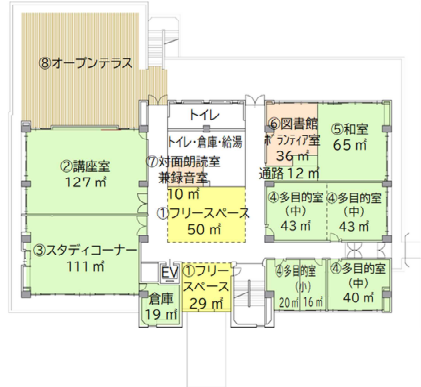 ⑧オープンテラス
トイレ
トイレ・倉庫・給湯
⑥図書館
ボランティア室
36㎡
⑤和室
65㎡
②講座室
127㎡
⑦対面朗読室
兼録音室
10㎡
通路12㎡
①フリースペース
50㎡
④多目的室
(中)
43㎡
④多目的室
(中)
43㎡
③スタディコーナー
111㎡
EV
①フリー
スペース
29㎡
倉庫
19㎡
④多目的室
(小)
20㎡ 16㎡
④多目的室
(中)
40㎡